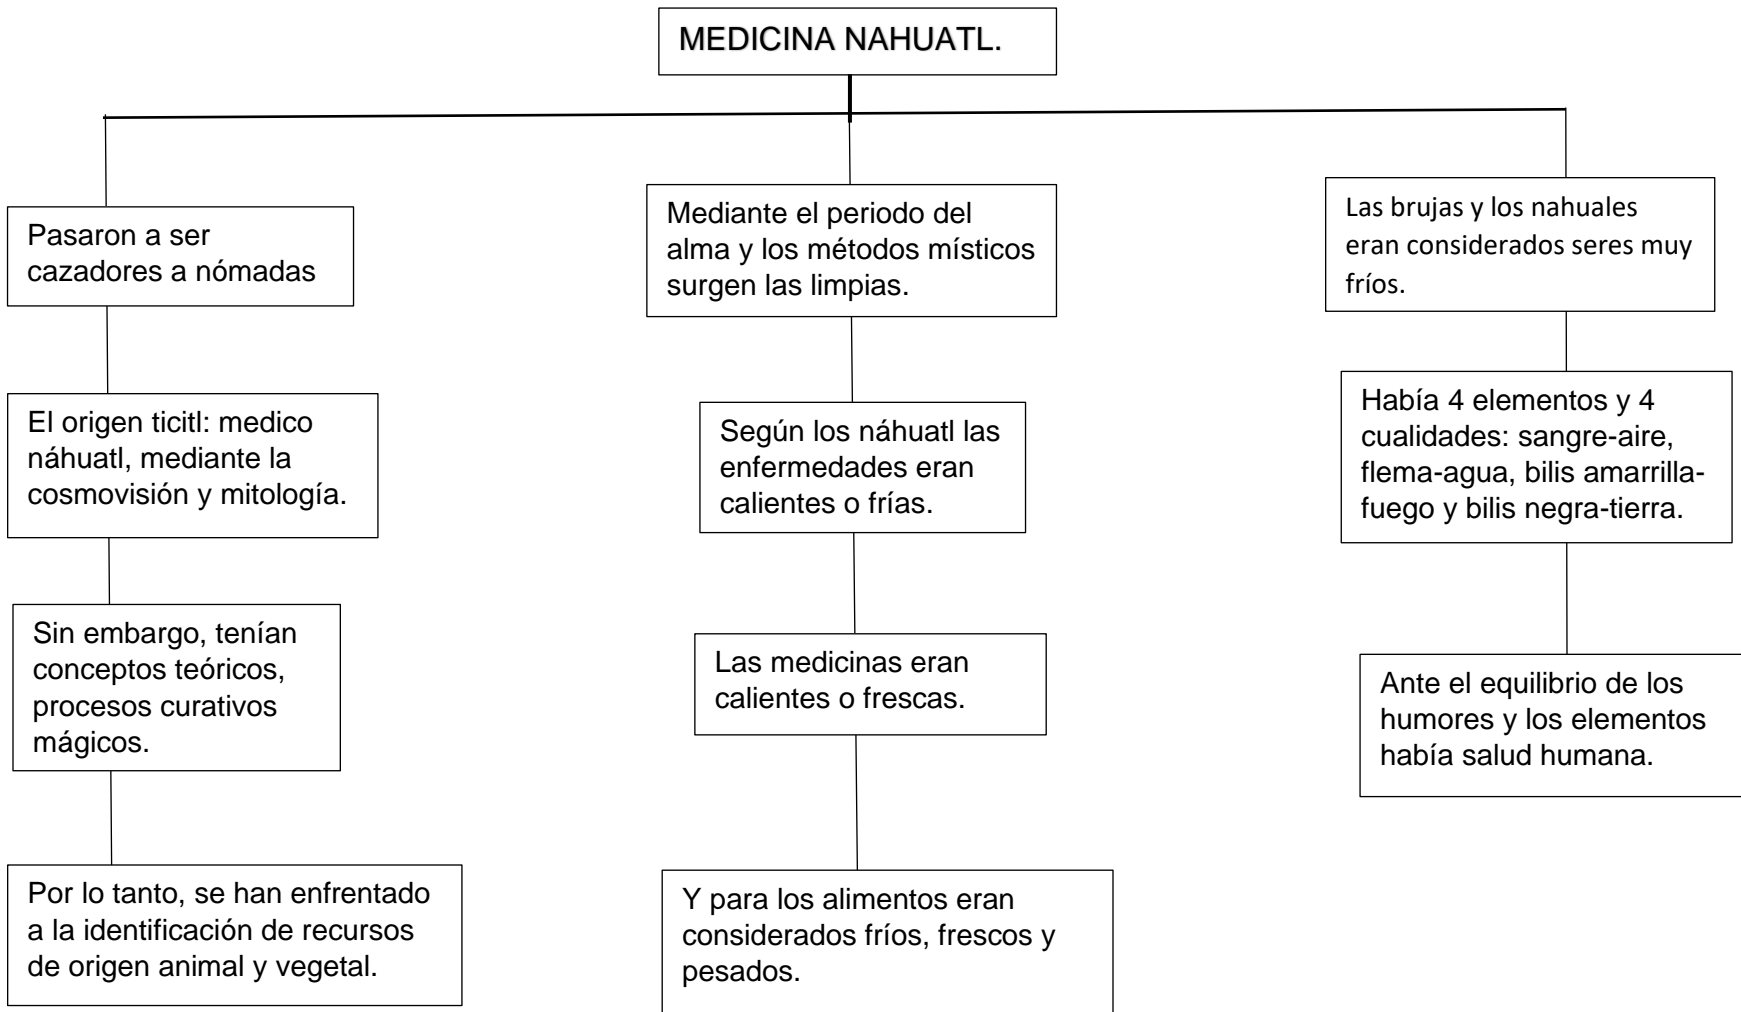 MEDICINA NAHUATL.
Pasaron a ser
cazadores a nómadas
El origen ticitl: medico
náhuatl, mediante la
cosmovisión y mitología.
Sin embargo, tenían
conceptos teóricos,
procesos curativos
mágicos.
Por lo tanto, se han enfrentado
a la identificación de recursos
de origen animal y vegetal.
Mediante el periodo del
alma y los métodos místicos
surgen las limpias.
Según los náhuatl las
enfermedades eran
calientes o frías.
Las medicinas eran
calientes o frescas.
Y para los alimentos eran
considerados fríos, frescos y
pesados.
Las brujas y los nahuales
eran considerados seres muy
fríos.
Había 4 elementos y 4
cualidades: sangre-aire,
flema-agua, bilis amarrilla-
fuego y bilis negra-tierra.
Ante el equilibrio de los
humores y los elementos
había salud humana.